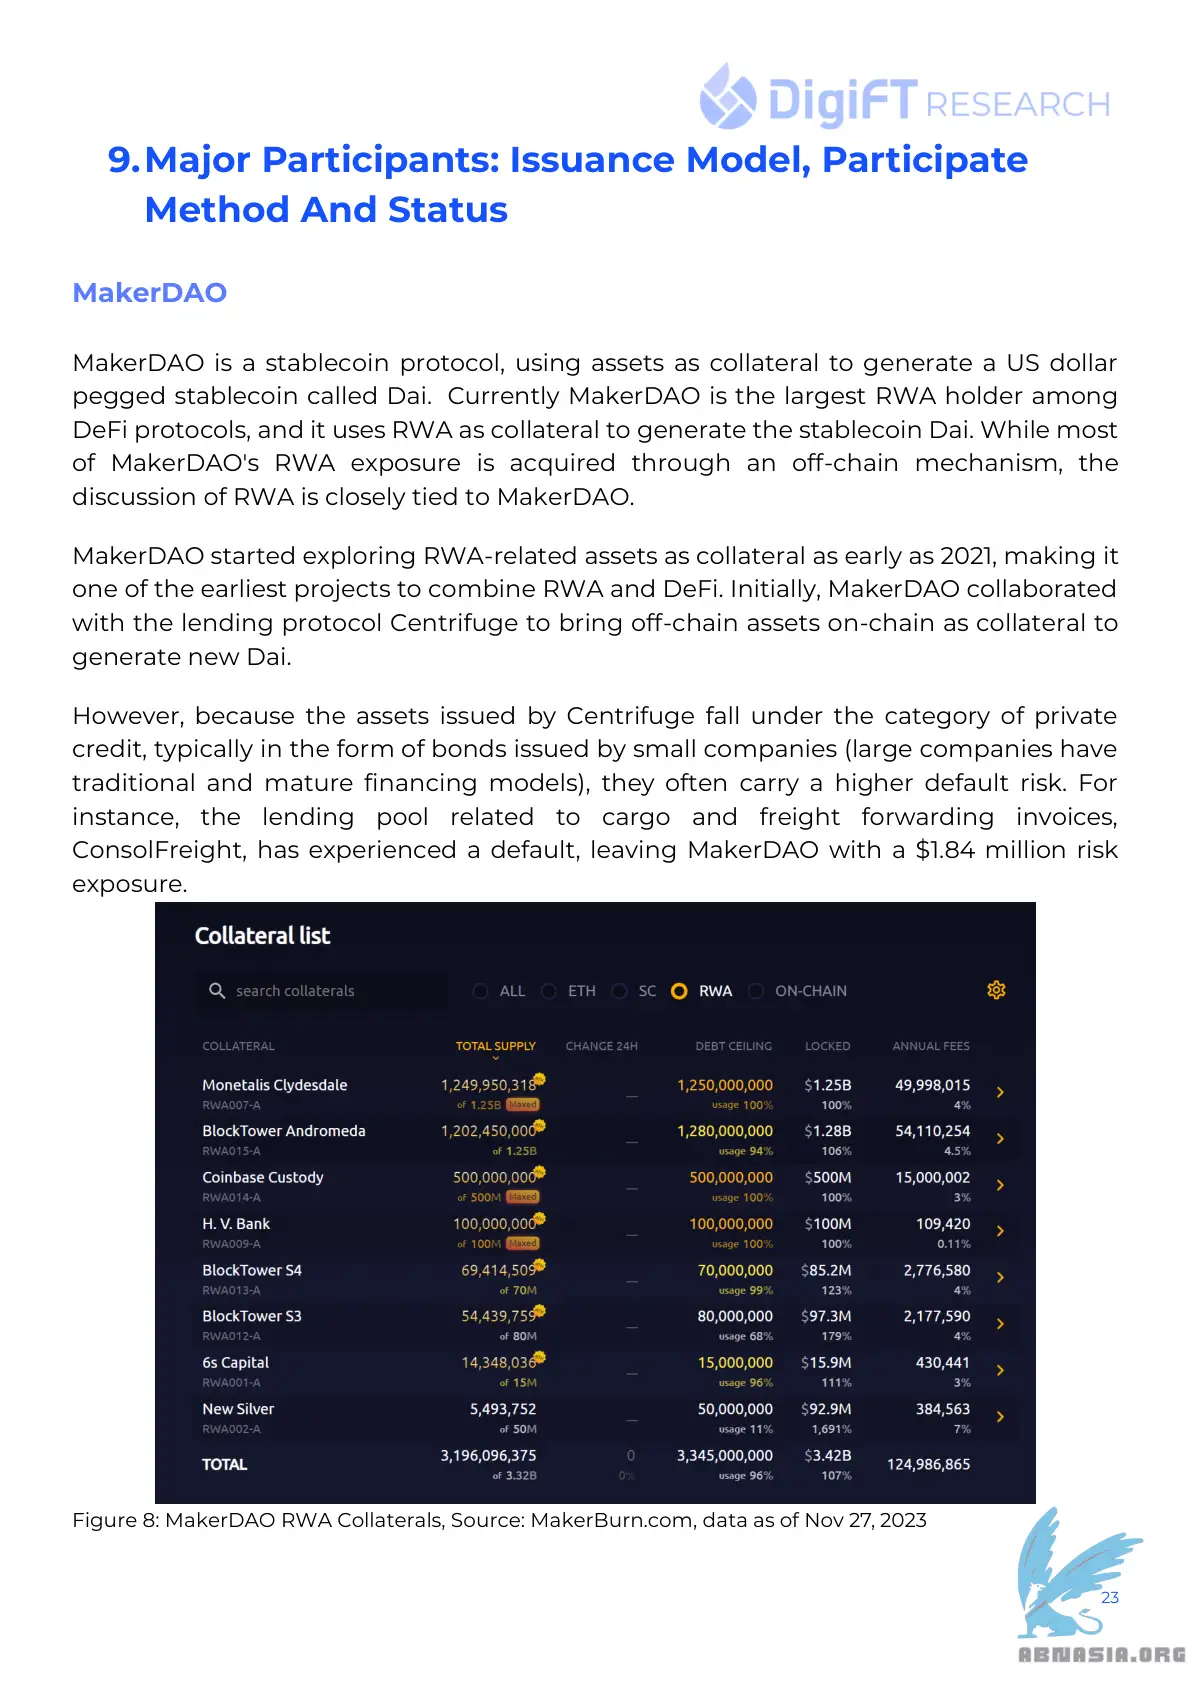 DigiFT RESEARCH
9. Major Participants: Issuance Model, Participate
Method And Status
MakerDAO
MakerDAO is a stablecoin protocol, using assets as collateral to generate a US dollar
pegged stablecoin called Dai.  Currently MakerDAO is the largest RWA holder among
DeFi protocols, and it uses RWA as collateral to generate the stablecoin Dai. While most
of MakerDAO's RWA exposure is acquired through an off-chain mechanism, the
discussion of RWA is closely tied to MakerDAO.
MakerDAO started exploring RWA-related assets as collateral as early as 2021, making it
one of the earliest projects to combine RWA and DeFi. Initially, MakerDAO collaborated
with the lending protocol Centrifuge to bring off-chain assets on-chain as collateral to
generate new Dai.
However, because the assets issued by Centrifuge fall under the category of private
credit, typically in the form of bonds issued by small companies (large companies have
traditional and mature financing models), they often carry a higher default risk. For
instance, the lending pool related to cargo and freight forwarding invoices,
ConsolFreight, has experienced a default, leaving MakerDAO with a $1.84 million risk
exposure.
Collateral list
search collaterals ALL ETH SC RWA ON-CHAIN
COLLATERAL TOTAL SUPPLY CHANGE 24H DEBT CEILING LOCKED ANNUAL FEES
Monetalis Clydesdale 1,249,950,318 1,250,000,000 $1.25B 49,998,015
RWA007-A of 1.25B Maxed — usage 100% 100% 4%
BlockTower Andromeda 1,202,450,000 1,280,000,000 $1.28B 54,110,254
RWA015-A of 1.25B — usage 94% 106% 4.5%
Coinbase Custody 500,000,000 500,000,000 $500M 15,000,002
RWA014-A of 500M Maxed — usage 100% 100% 3%
H. V. Bank 100,000,000 100,000,000 $100M 109,420
RWA009-A of 100M Maxed — usage 100% 100% 0.11%
BlockTower S4 69,414,509 70,000,000 $85.2M 2,776,580
RWA013-A of 70M — usage 99% 123% 4%
BlockTower S3 54,439,759 80,000,000 $97.3M 2,177,590
RWA012-A of 80M — usage 68% 179% 4%
6s Capital 14,348,036 15,000,000 $15.9M 430,441
RWA001-A of 15M — usage 96% 111% 3%
New Silver 5,493,752 50,000,000 $92.9M 384,563
RWA002-A of 50M — usage 11% 1,691% 7%
TOTAL 3,196,096,375 0 3,345,000,000 $3.42B 124,986,865
of 3.32B 0% usage 96% 107%
Figure 8: MakerDAO RWA Collaterals, Source: MakerBurn.com, data as of Nov 27, 2023
23
ABNASIA.ORG